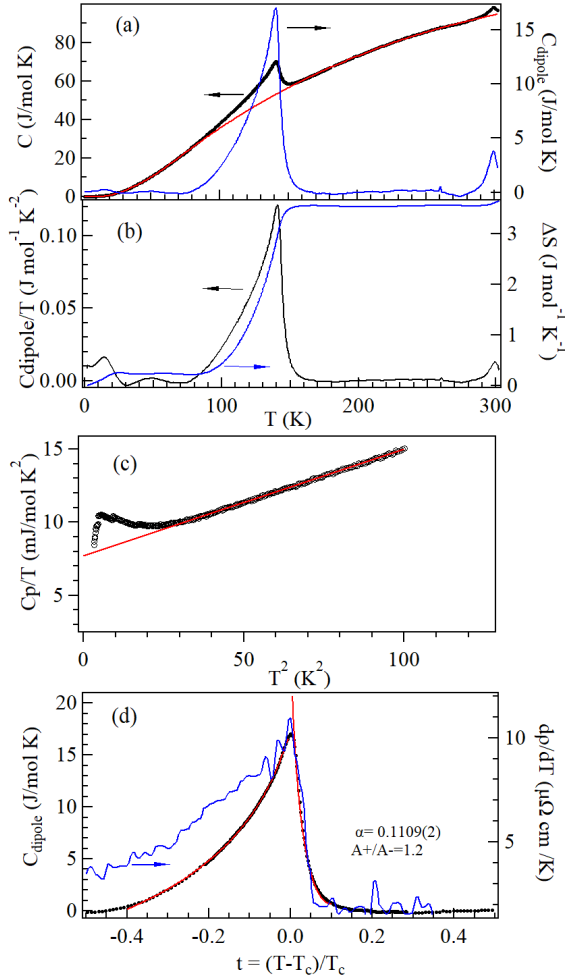 (a)
C (J/mol K)
80
60
40
20
0
C_dipole (J/mol K)
15
10
5
0
(b)
Cdipole/T (J mol⁻¹ K⁻²)
0.10
0.05
0.00
ΔS (J mol⁻¹ K⁻¹)
3
2
1
0
0 100 200 300
T (K)
(c)
Cp/T (mJ/mol K²)
15
10
5
0 50 100
T² (K²)
(d)
C_dipole (J/mol K)
20
15
10
5
0
dρ/dT (μΩ cm /K)
10
5
α= 0.1109(2)
A+/A-=1.2
-0.4 -0.2 0.0 0.2 0.4
t = (T-T_c)/T_c